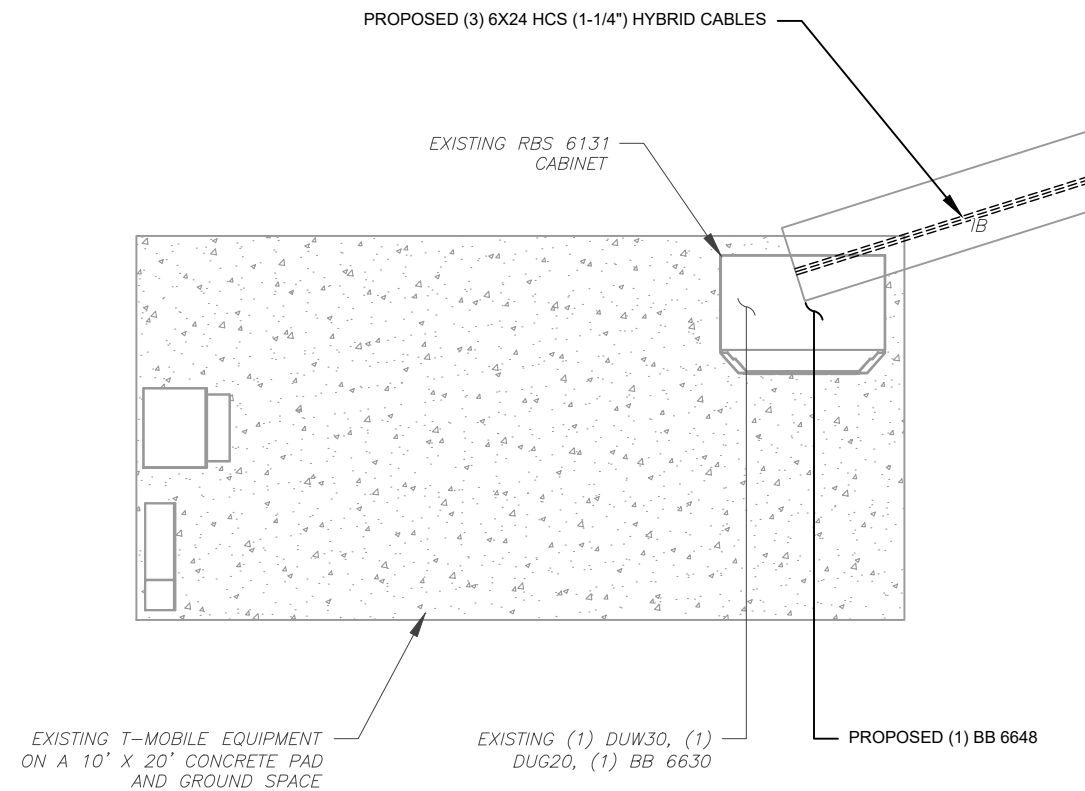 PROPOSED (3) 6X24 HCS (1-1/4") HYBRID CABLES
EXISTING RBS 6131
CABINET
IB
EXISTING T-MOBILE EQUIPMENT
ON A 10' X 20' CONCRETE PAD
AND GROUND SPACE
EXISTING (1) DUW30, (1)
DUG20, (1) BB 6630
PROPOSED (1) BB 6648